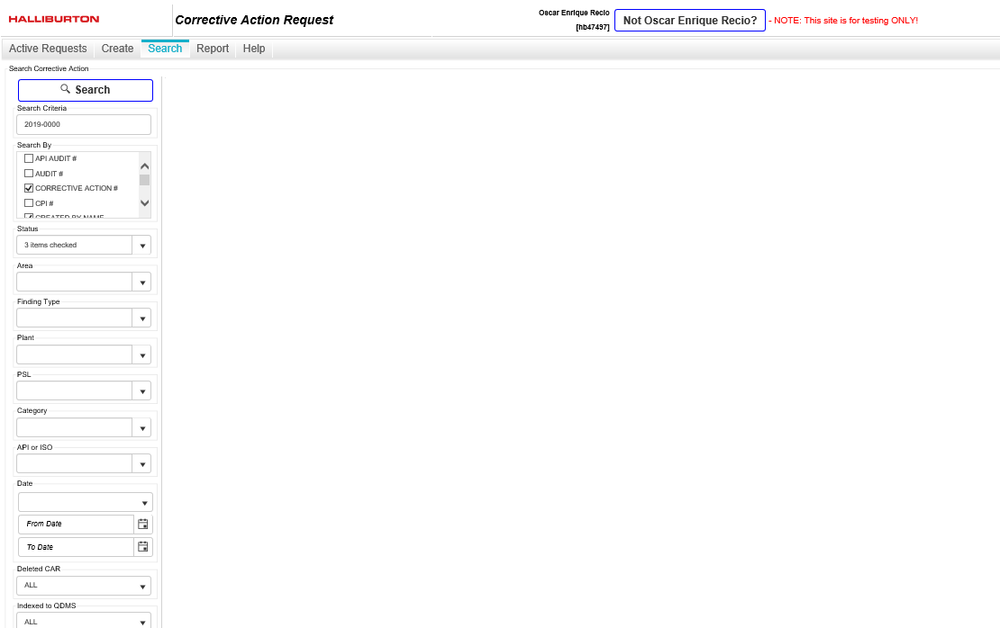 HALLIBURTON
Corrective Action Request
Oscar Enrique Recio
[hb47497]
Not Oscar Enrique Recio?
- NOTE: This site is for testing ONLY!
Active Requests Create Search Report Help
Search Corrective Action
Search
Search Criteria
2019-0000
Search By
API AUDIT #
AUDIT #
CORRECTIVE ACTION #
CPI #
CREATED BY NAME
Status
3 items checked
Area
Finding Type
Plant
PSL
Category
API or ISO
Date
From Date
To Date
Deleted CAR
ALL
Indexed to QDMS
ALL